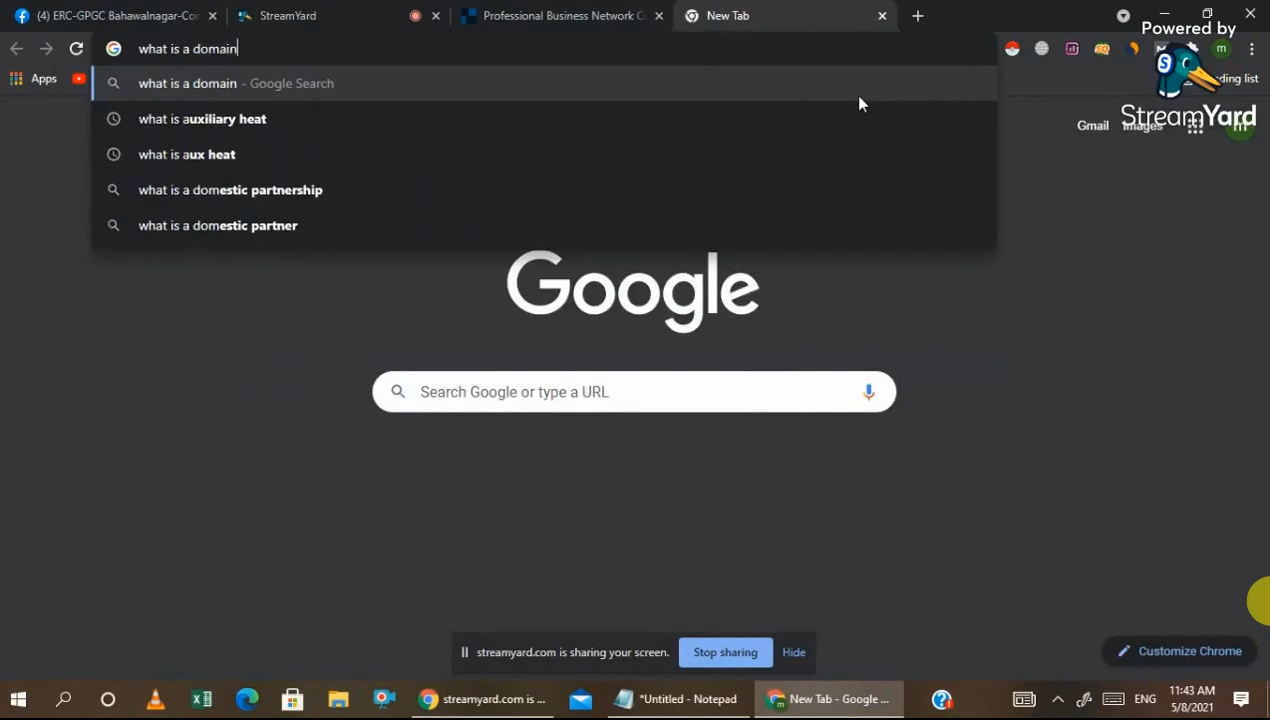 (4) ERC-GPGC Bahawalnagar-Co
StreamYard
Professional Business Network C
New Tab
Powered by
what is a domain
Apps
ding list
StreamYard
what is a domain - Google Search
what is auxiliary heat
what is aux heat
what is a domestic partnership
what is a domestic partner
Gmail
Images
m
m
Google
Search Google or type a URL
streamyard.com is sharing your screen.
Stop sharing
Hide
Customize Chrome
streamyard.com is ...
*Untitled - Notepad
New Tab - Google ...
ENG
11:43 AM
5/8/2021